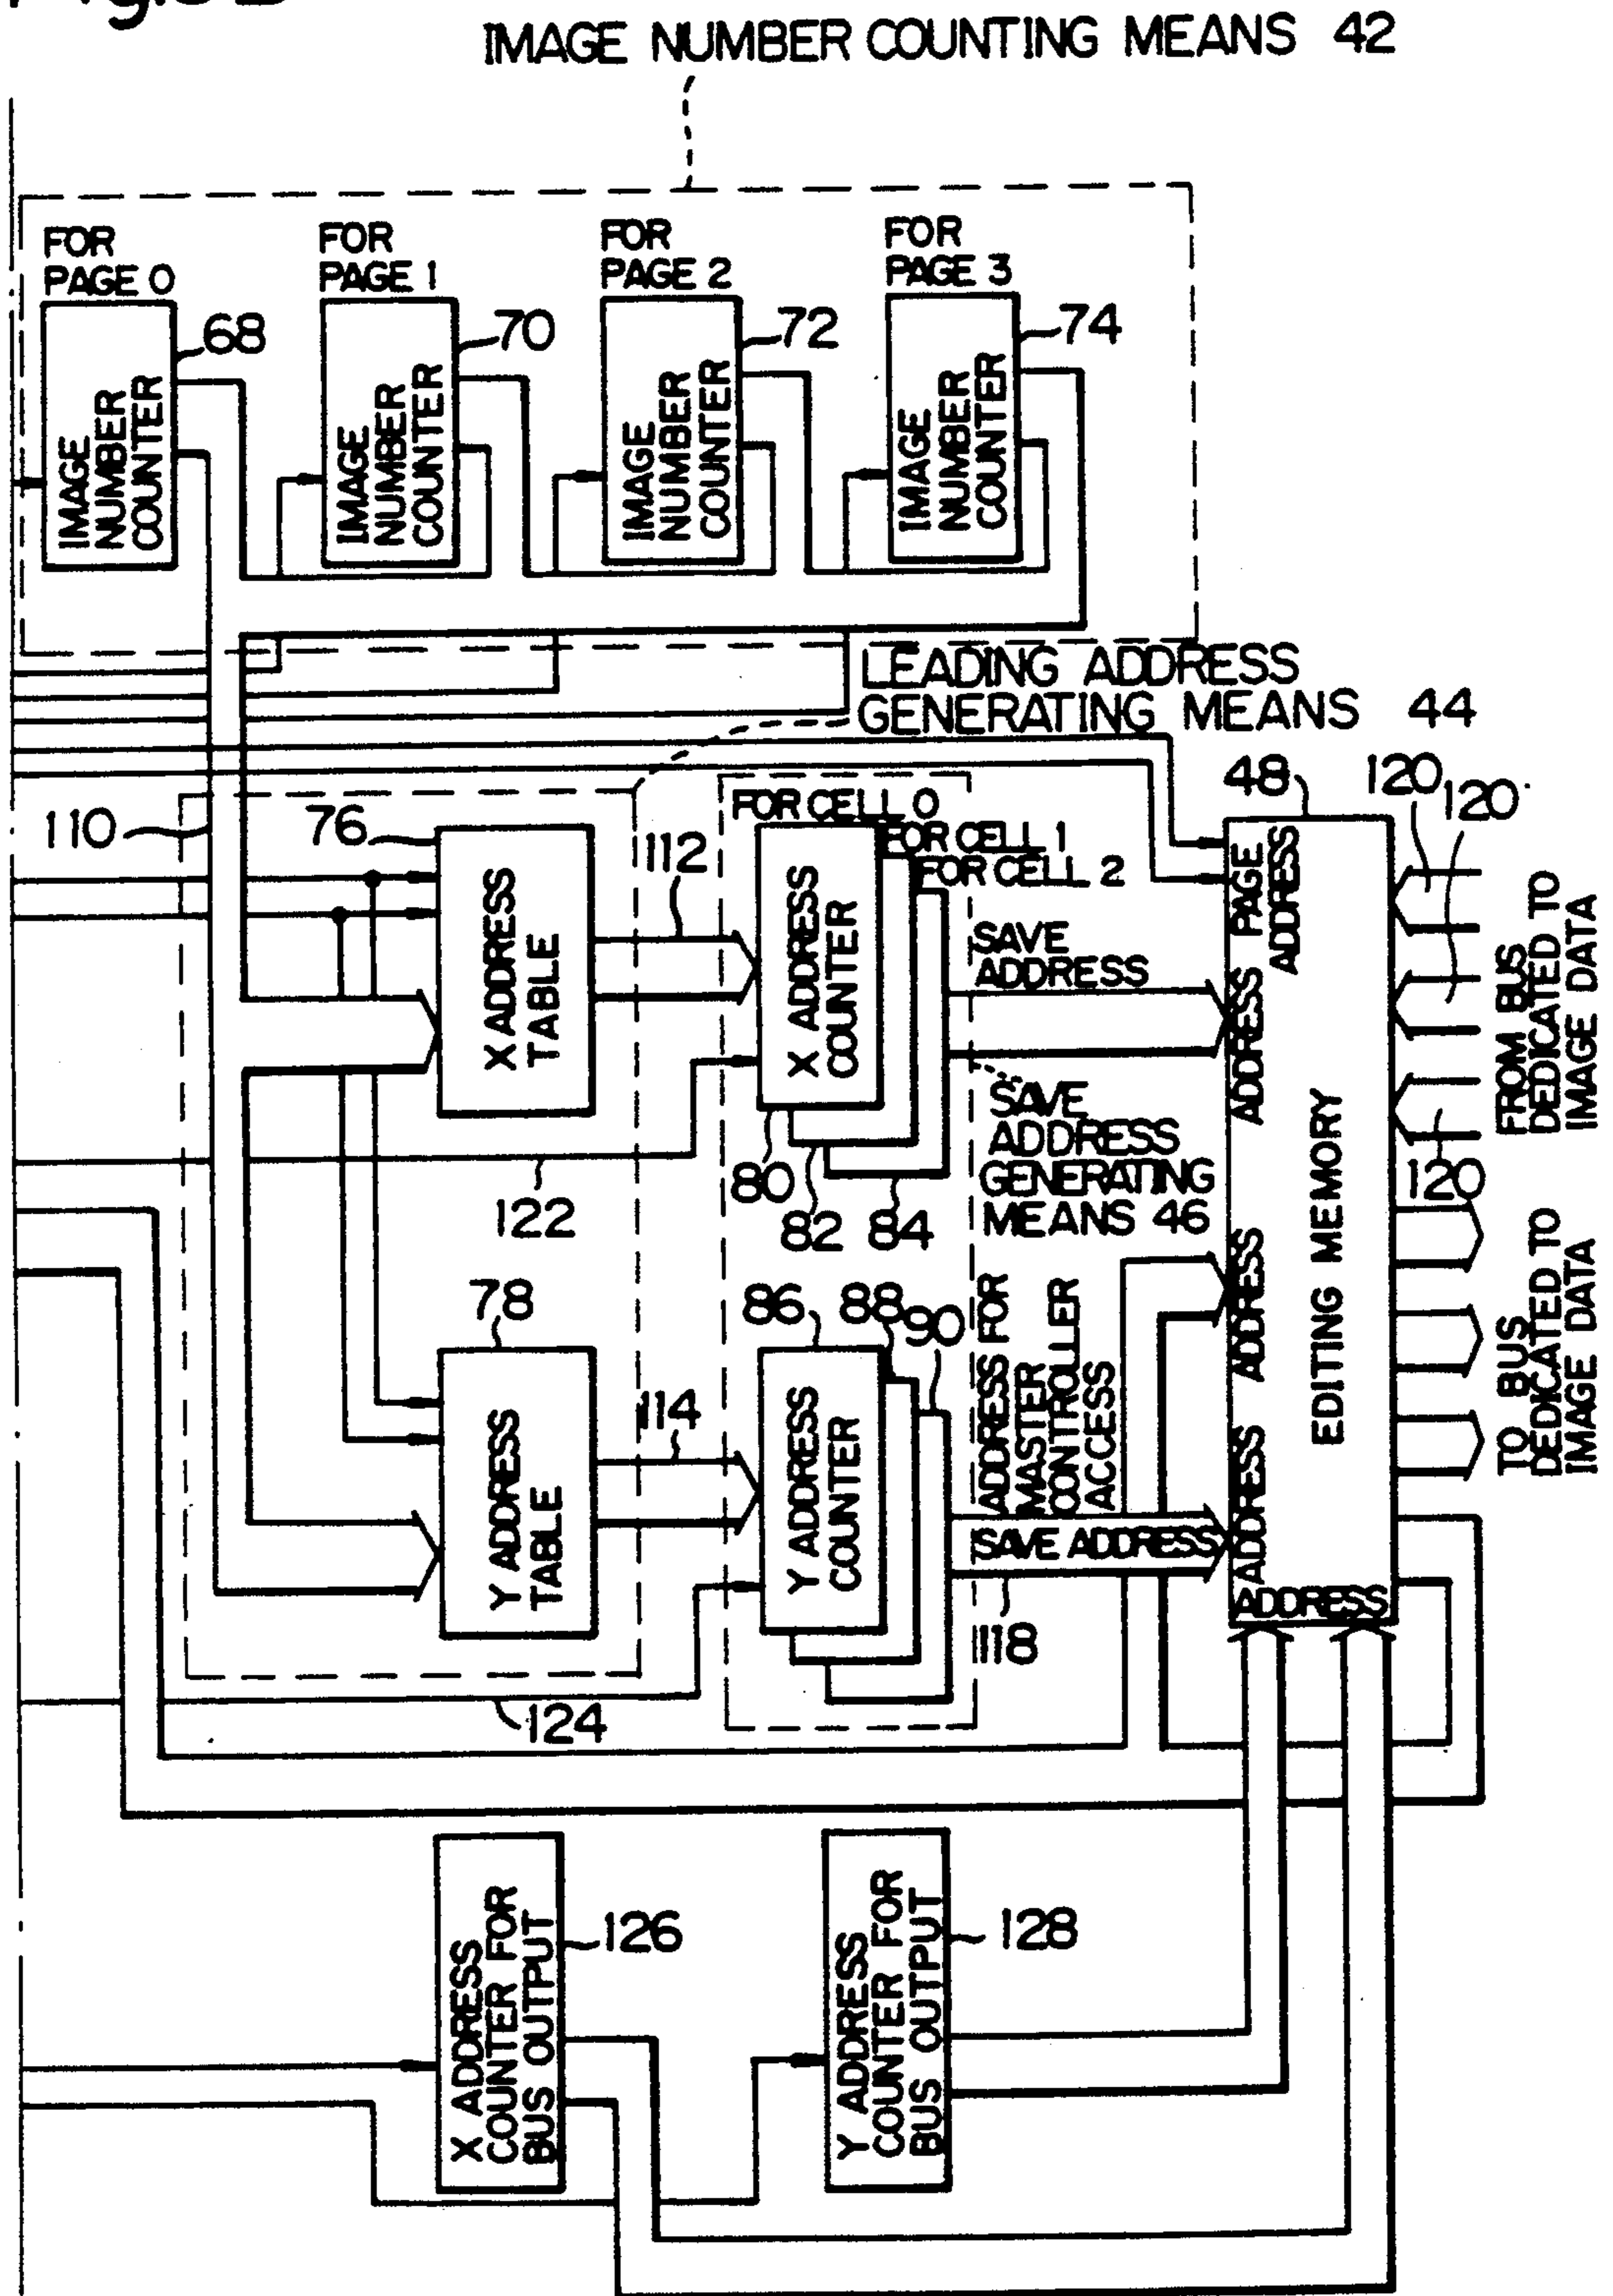 IMAGE NUMBER COUNTING MEANS 42
FOR
PAGE 0
FOR
PAGE 1
FOR
PAGE 2
FOR
PAGE 3
68
70
72
74
IMAGE
NUMBER
COUNTER
IMAGE
NUMBER
COUNTER
IMAGE
NUMBER
COUNTER
IMAGE
NUMBER
COUNTER
LEADING ADDRESS
GENERATING MEANS 44
110
76
112
FOR CELL 0
FOR CELL 1
FOR CELL 2
48
120
120
X ADDRESS
TABLE
X ADDRESS
COUNTER
SAVE
ADDRESS
PAGE
ADDRESS
ADDRESS
FROM BUS
DEDICATED TO
IMAGE DATA
SAVE
ADDRESS
GENERATING
MEANS 46
80
82
84
122
120
EDITING MEMORY
78
114
86
88
90
ADDRESS FOR
MASTER
CONTROLLER
ACCESS
ADDRESS
TO BUS
DEDICATED TO
IMAGE DATA
Y ADDRESS
TABLE
Y ADDRESS
COUNTER
SAVE ADDRESS
ADDRESS
ADDRESS
118
124
X ADDRESS
COUNTER FOR
BUS OUTPUT
126
Y ADDRESS
COUNTER FOR
BUS OUTPUT
128